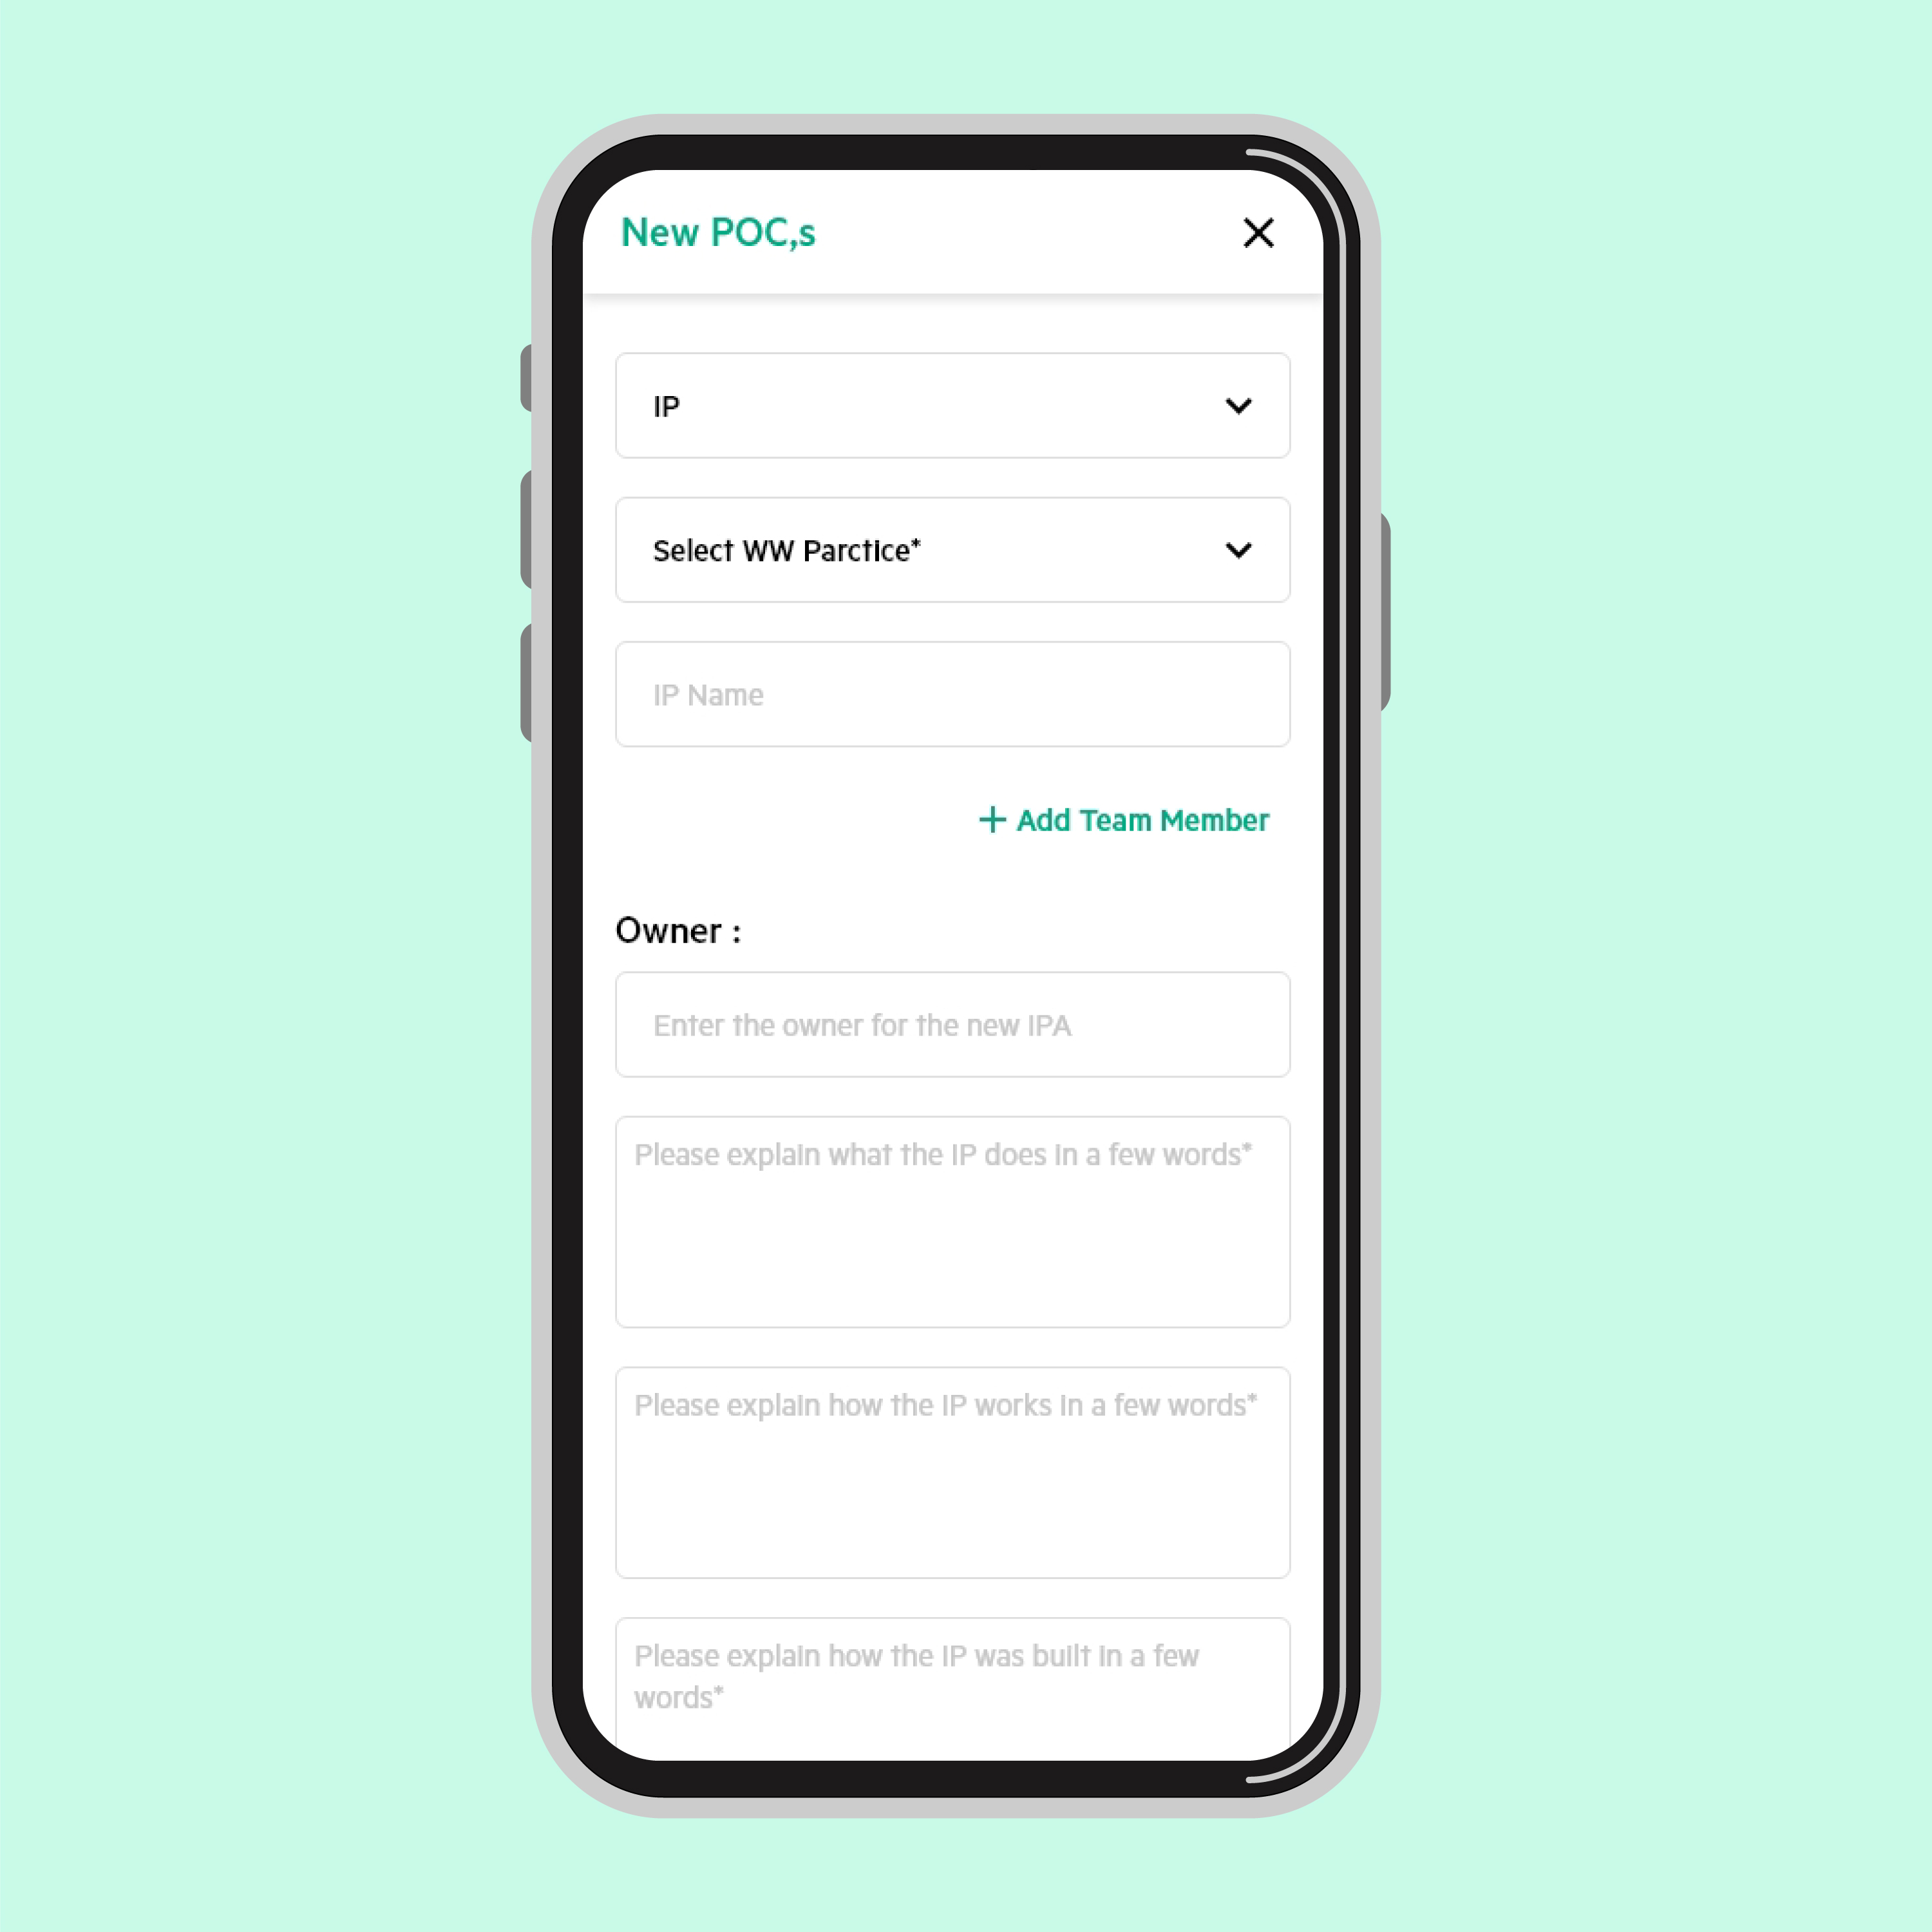 New POC,s
IP
Select WW Parctice*
IP Name
+ Add Team Member
Owner :
Enter the owner for the new IPA
Please explain what the IP does in a few words*
Please explain how the IP works in a few words*
Please explain how the IP was built in a few
words*